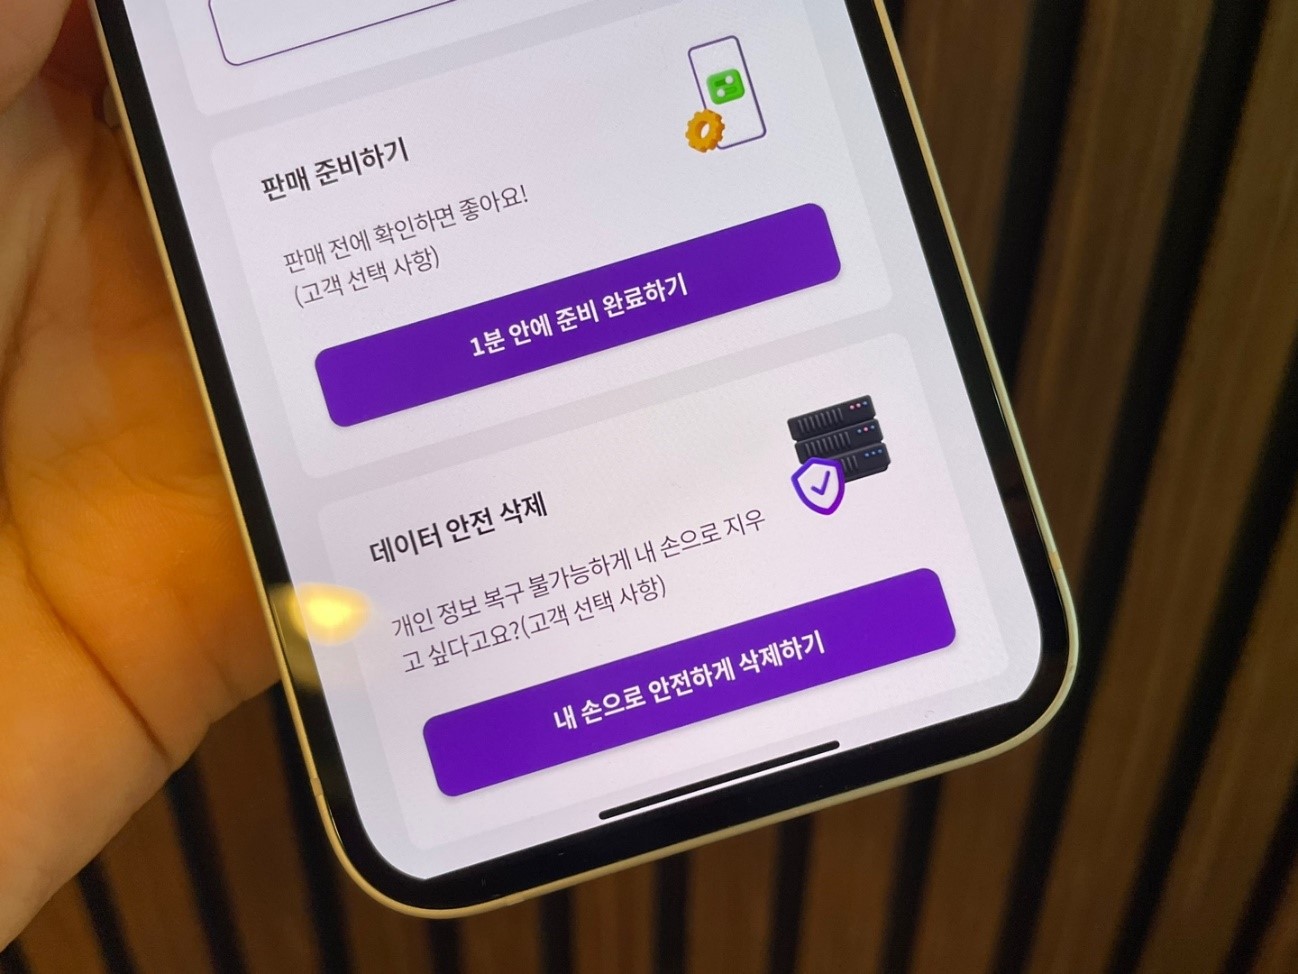 판매 준비하기
판매 전에 확인하면 좋아요!
(고객 선택 사항)
1분 안에 준비 완료하기
데이터 안전 삭제
개인 정보 복구 불가능하게 내 손으로 지우
고 싶다고요?(고객 선택 사항)
내 손으로 안전하게 삭제하기